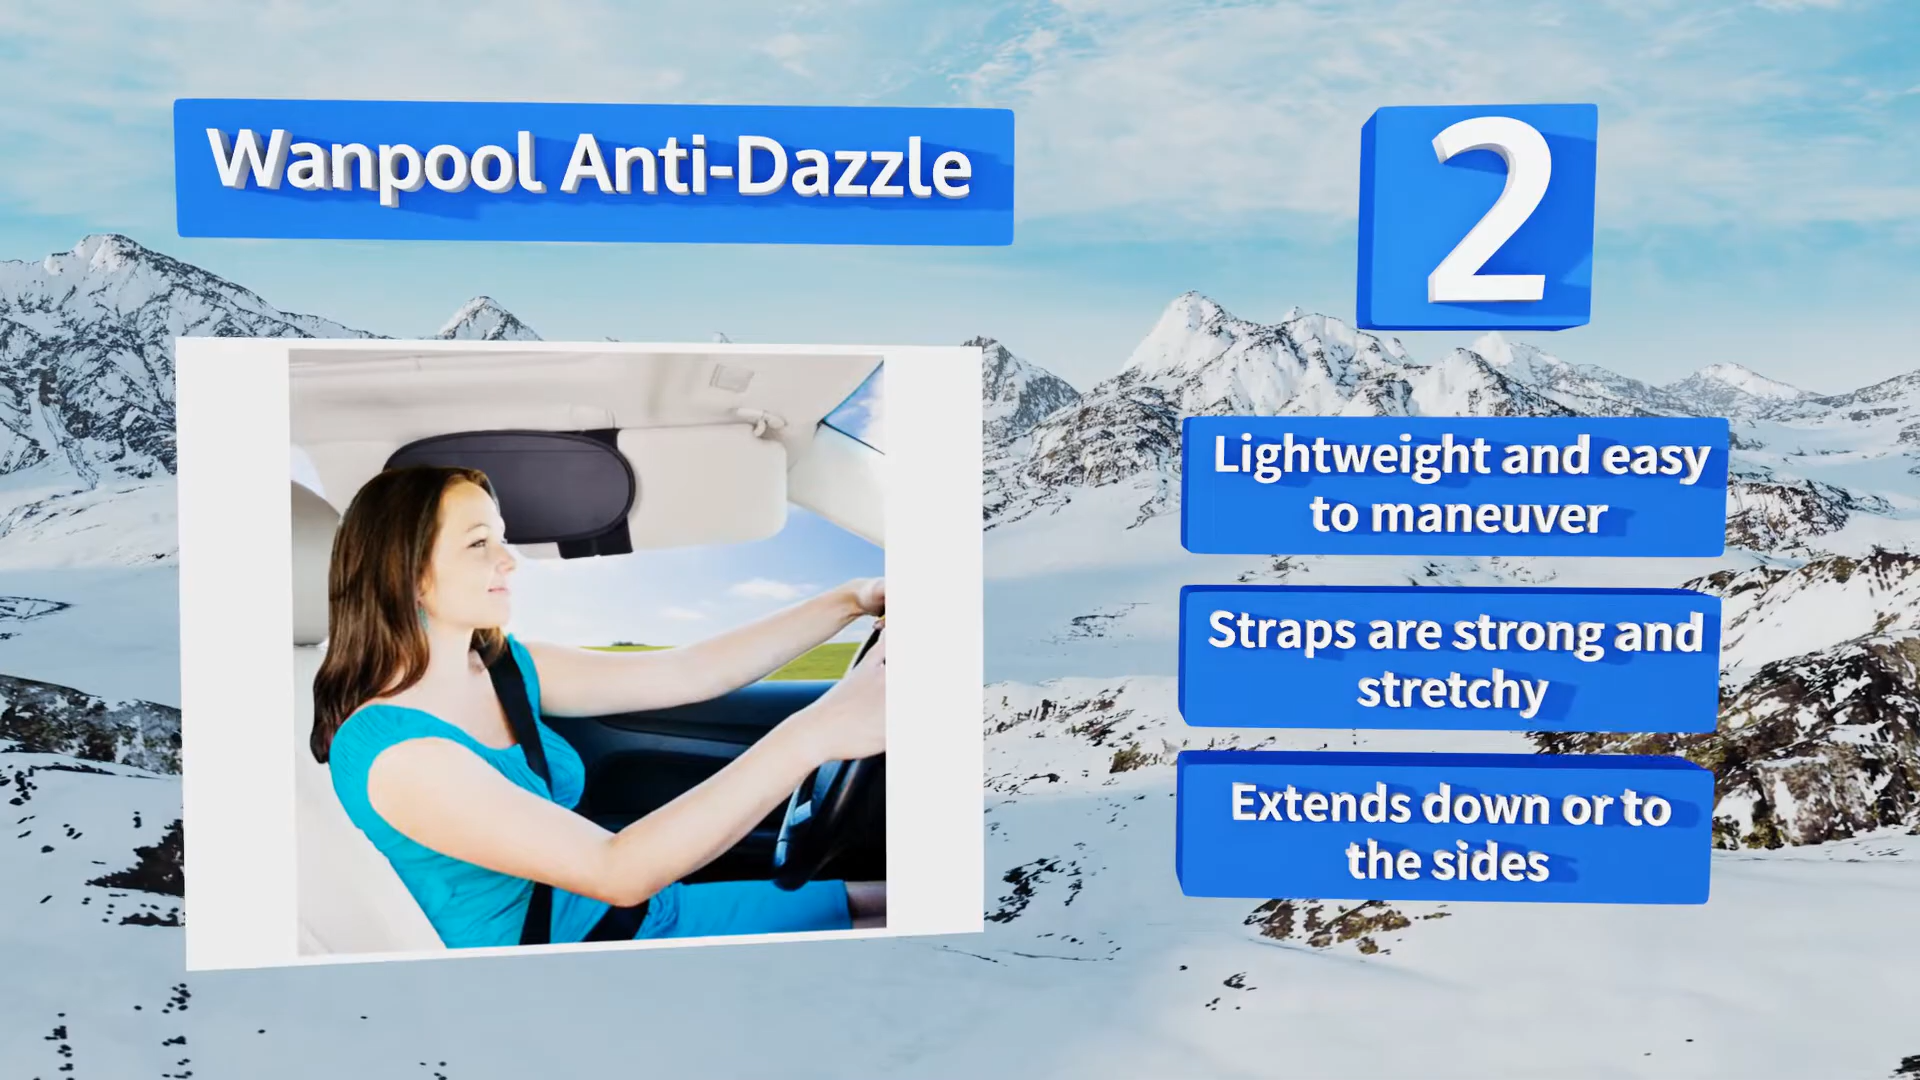 Wanpool Anti-Dazzle
2
Lightweight and easy
to maneuver
Straps are strong and
stretchy
Extends down or to
the sides